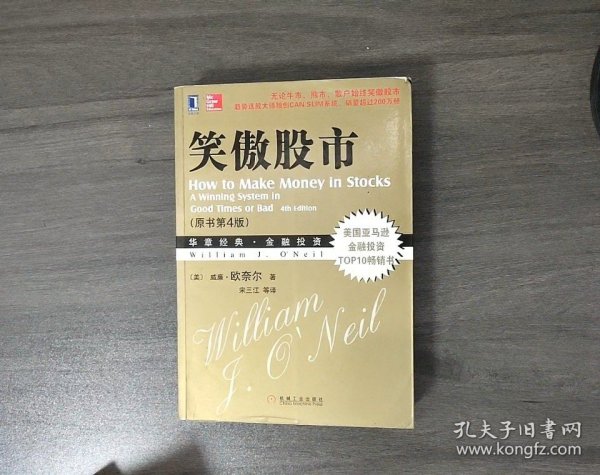 无论牛市、熊市，散户始终笑傲股市
趋势选股大师独创CAN SLIM系统，销量超过200万册
笑傲股市
How to Make Money in Stocks
A Winning System in
Good Times or Bad 4th Edition
(原书第4版)
华章经典·金融投资
William J. O'Neil
美国亚马逊
金融投资
TOP10畅销书
(美) 威廉·欧奈尔 著
宋三江 等译
William
J. O'Neil
机械工业出版社
China Machine Press
孔夫子旧书网
www.kongfz.com